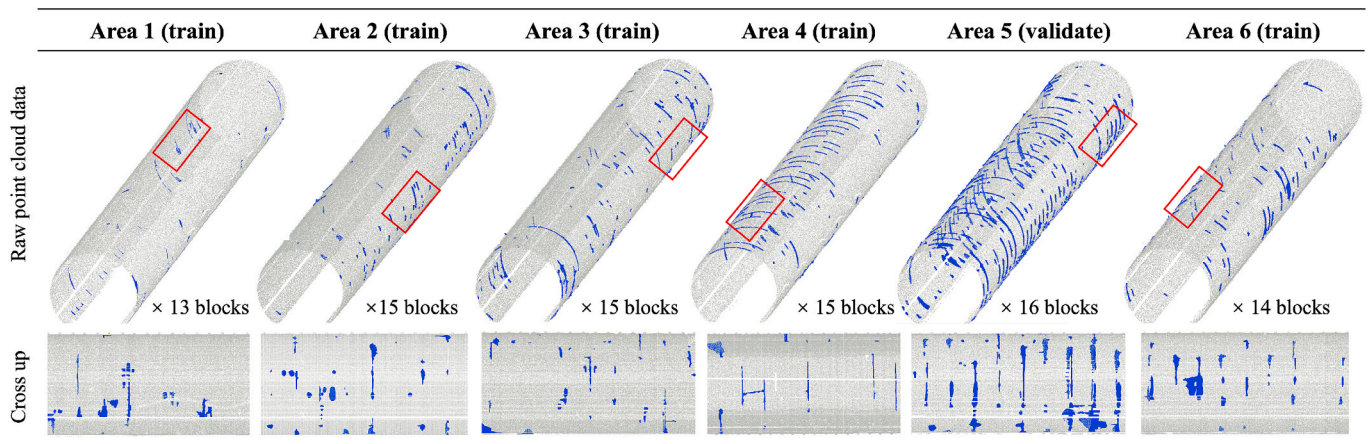 Area 1 (train) Area 2 (train) Area 3 (train) Area 4 (train) Area 5 (validate) Area 6 (train)
Raw point cloud data
× 13 blocks ×15 blocks × 15 blocks × 15 blocks × 16 blocks × 14 blocks
Cross up